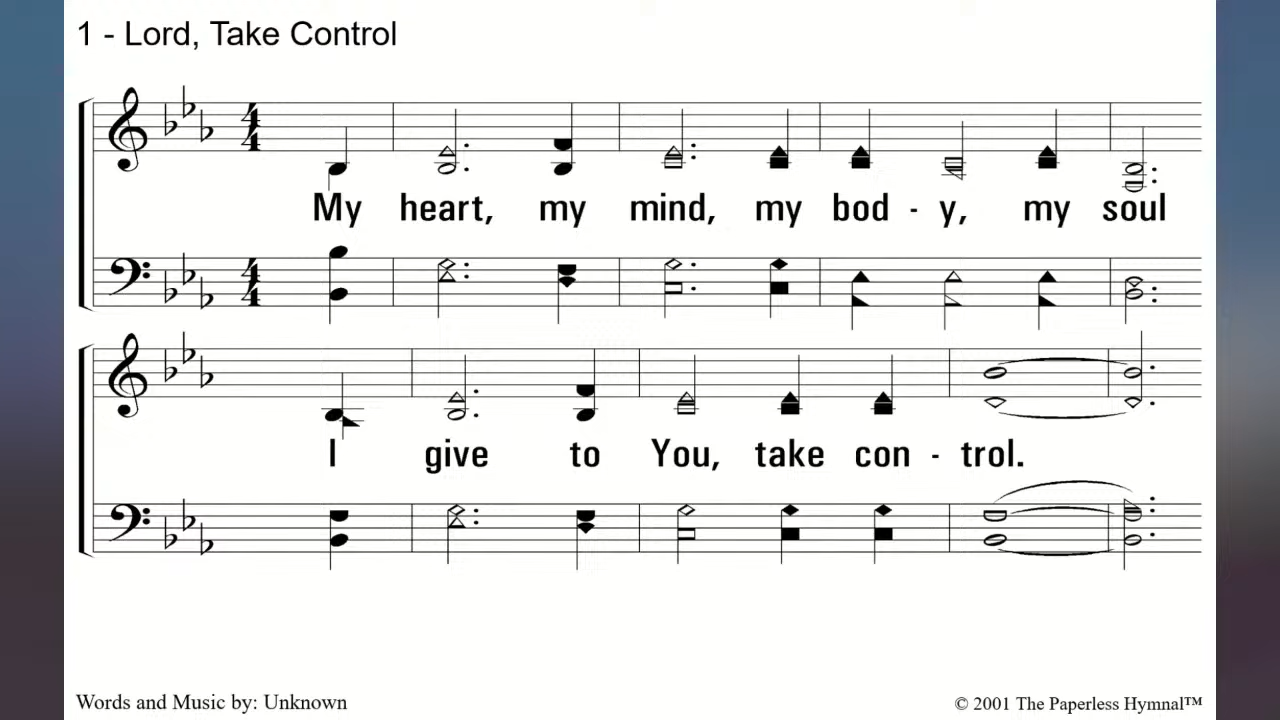 1 - Lord, Take Control
My heart, my mind, my bod - y, my soul
I give to You, take con - trol.
Words and Music by: Unknown
© 2001 The Paperless Hymnal™